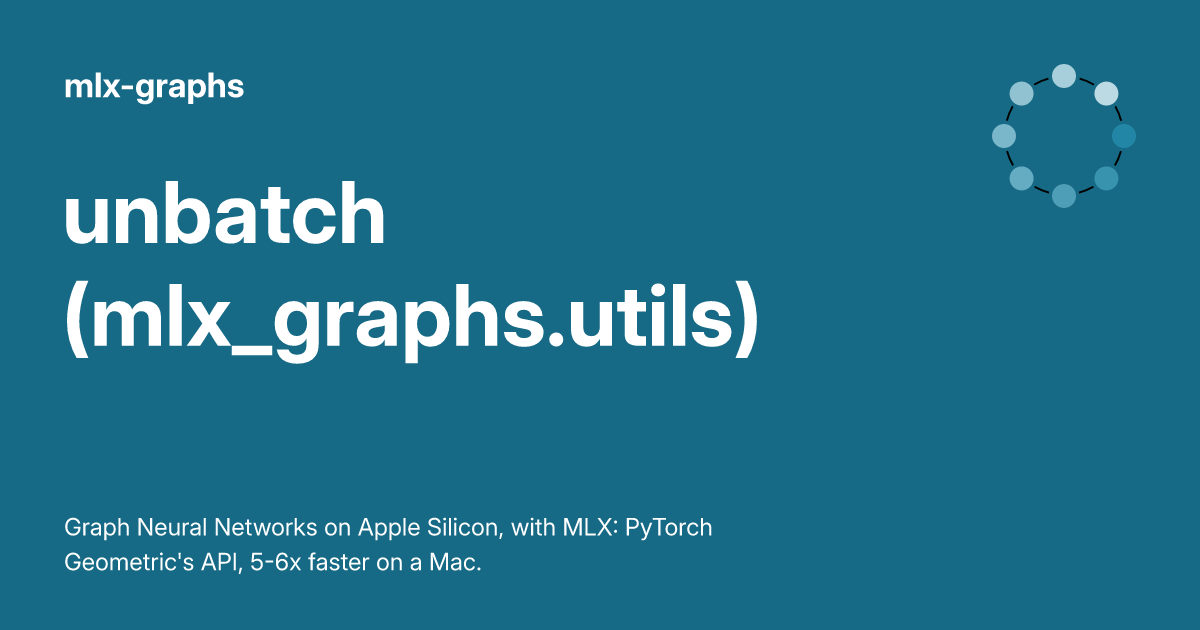 mlx-graphs
unbatch
(mlx_graphs.utils)
Graph Neural Networks on Apple Silicon, with MLX: PyTorch
Geometric's API, 5-6x faster on a Mac.